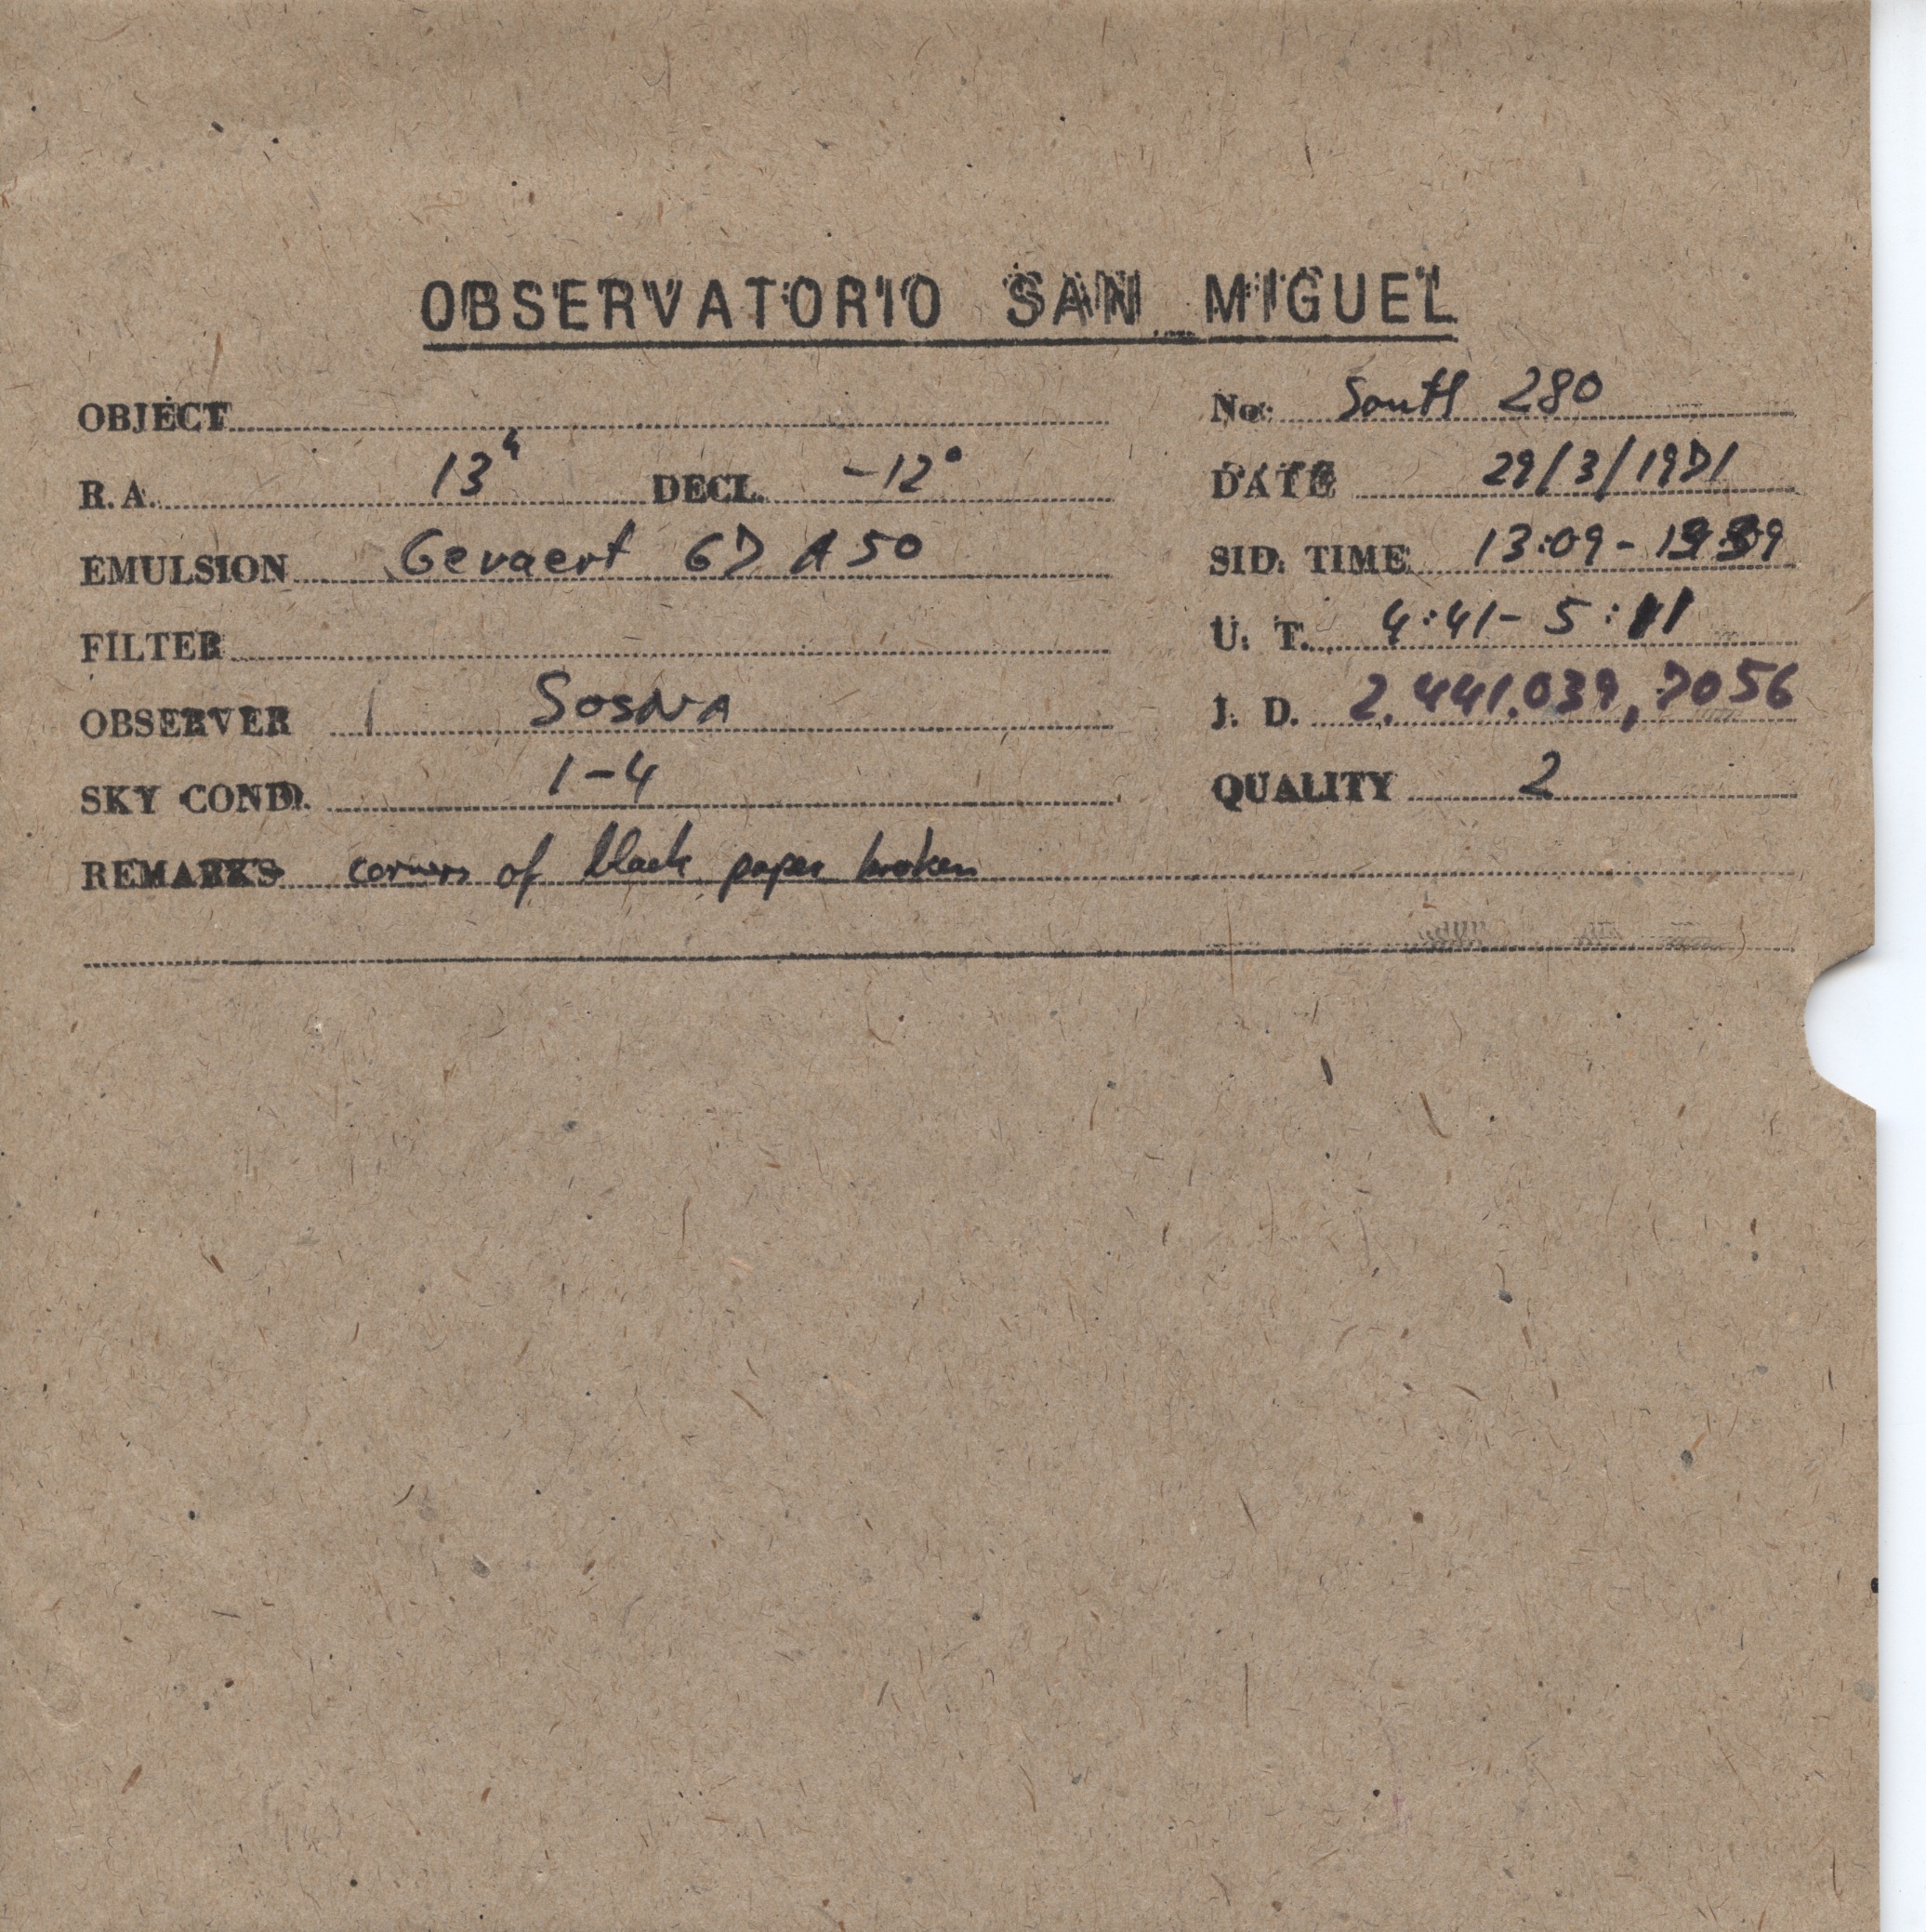 OBSERVATORIO SAN MIGUEL
OBJECT No: South 280
R.A. 13h DECL. -12° DATE 29/3/1971
EMULSION Gevaert 67 A 50 SID. TIME 13:09-13:39
FILTER U. T. 4:41-5:11
OBSERVER Sosna J. D. 2.441.039,7056
SKY COND. 1-4 QUALITY 2
REMARKS corners of black paper broken